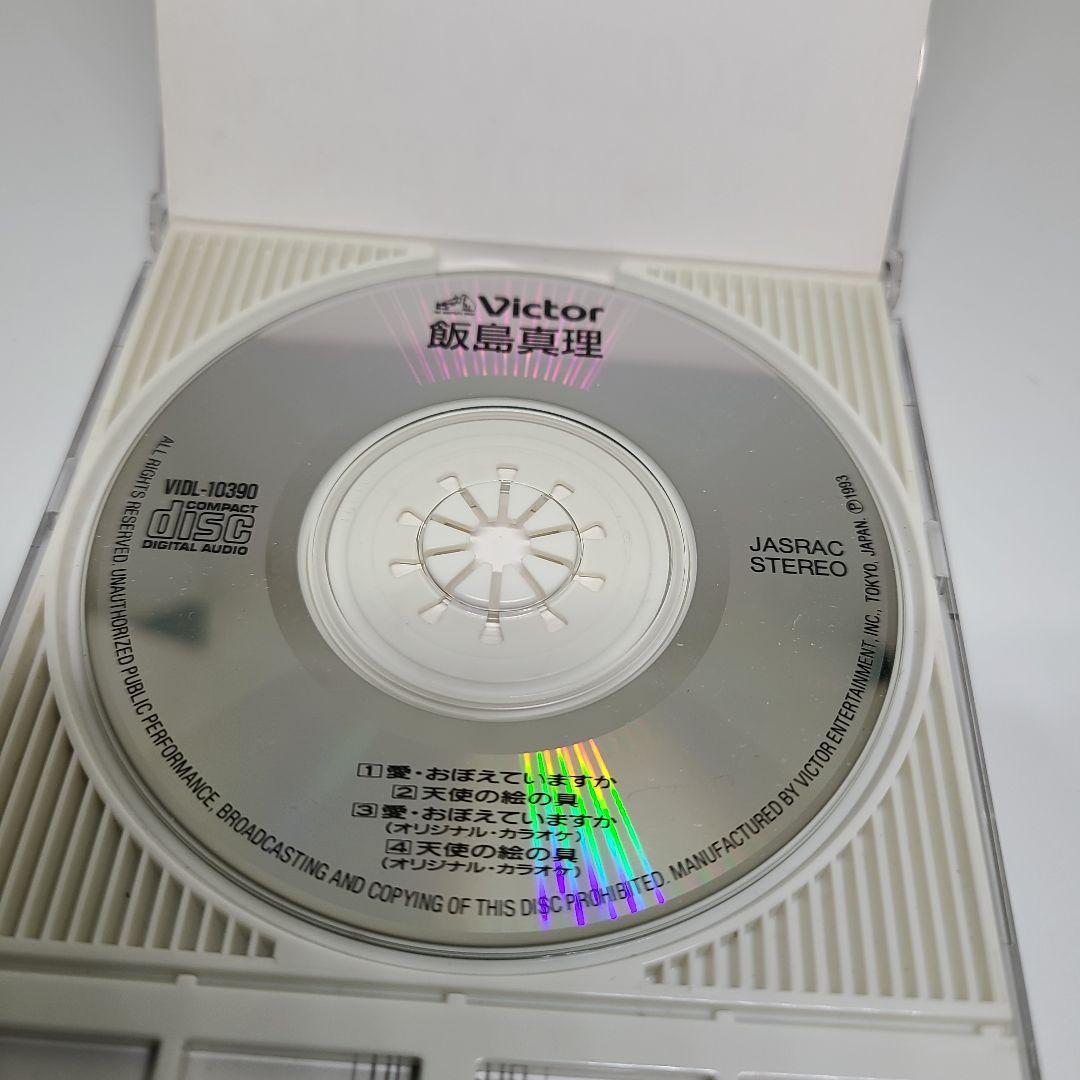 Victor
飯島真理
VIDL-10390
COMPACT
disc
DIGITAL AUDIO
JASRAC
STEREO
1 愛・おぼえていますか
2 天使の絵の具
3 愛・おぼえていますか
(オリジナル・カラオケ)
4 天使の絵の具
(オリジナル・カラオケ)
ALL RIGHTS RESERVED. UNAUTHORIZED PUBLIC PERFORMANCE, BROADCASTING AND COPYING OF THIS DISC PROHIBITED. MANUFACTURED BY VICTOR ENTERTAINMENT, INC., TOKYO, JAPAN. Ⓟ1993